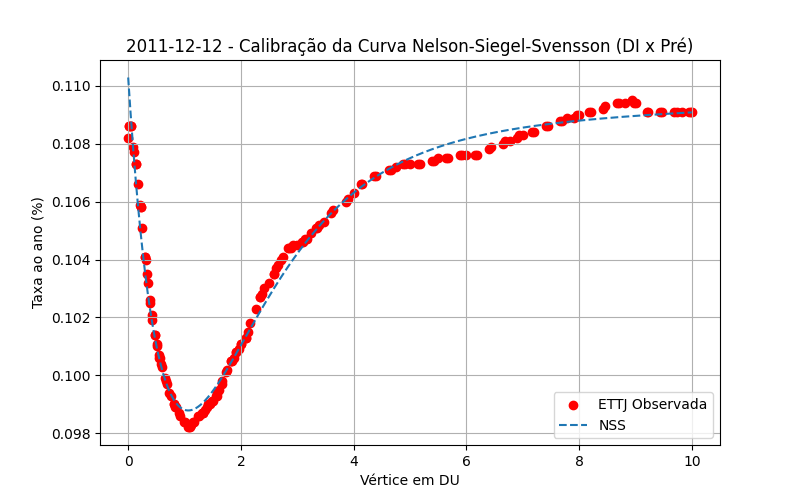 2011-12-12 - Calibração da Curva Nelson-Siegel-Svensson (DI x Pré)
Taxa ao ano (%)
0.110
0.108
0.106
0.104
0.102
0.100
0.098
ETTJ Observada
NSS
0 2 4 6 8 10
Vértice em DU